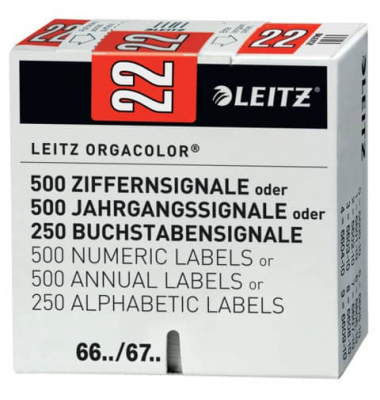 22
22
22
LEITZ
LEITZ ORGACOLOR®
500 ZIFFERNSIGNALE oder
500 JAHRGANGSSIGNALE oder
250 BUCHSTABENSIGNALE
500 NUMERIC LABELS or
500 ANNUAL LABELS or
250 ALPHABETIC LABELS
66../67..
LEITZ